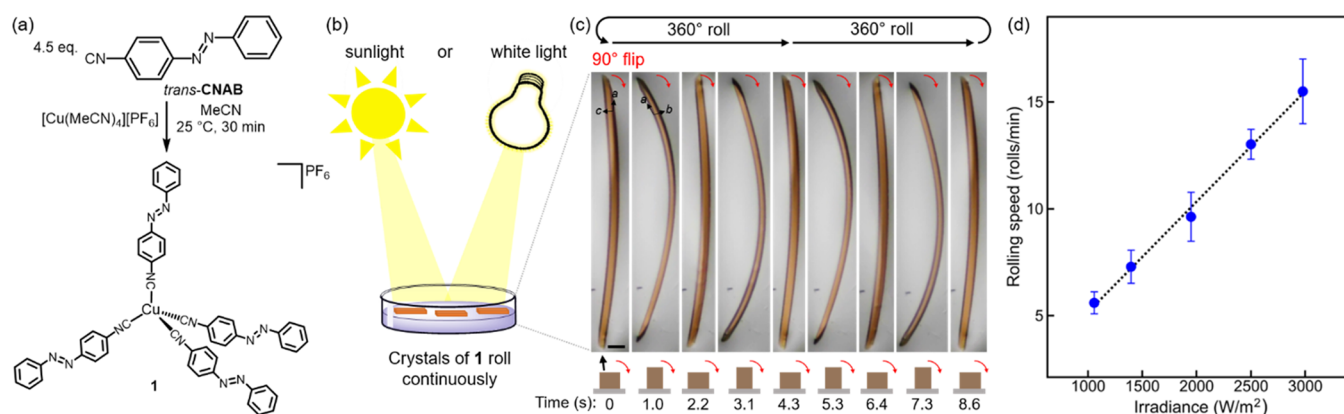 (a)
4.5 eq.
CN
N
N
trans-CNAB
[Cu(MeCN)₄][PF₆]
MeCN
25 °C, 30 min
PF₆
N
N
NC
Cu
NC
N
N
CN
N
N
CN
N
N
1
(b)
sunlight or white light
Crystals of 1 roll
continuously
(c)
360° roll 360° roll
90° flip
a
c
a
b
Time (s): 0 1.0 2.2 3.1 4.3 5.3 6.4 7.3 8.6
(d)
Rolling speed (rolls/min)
15
10
5
1000 1500 2000 2500 3000
Irradiance (W/m²)